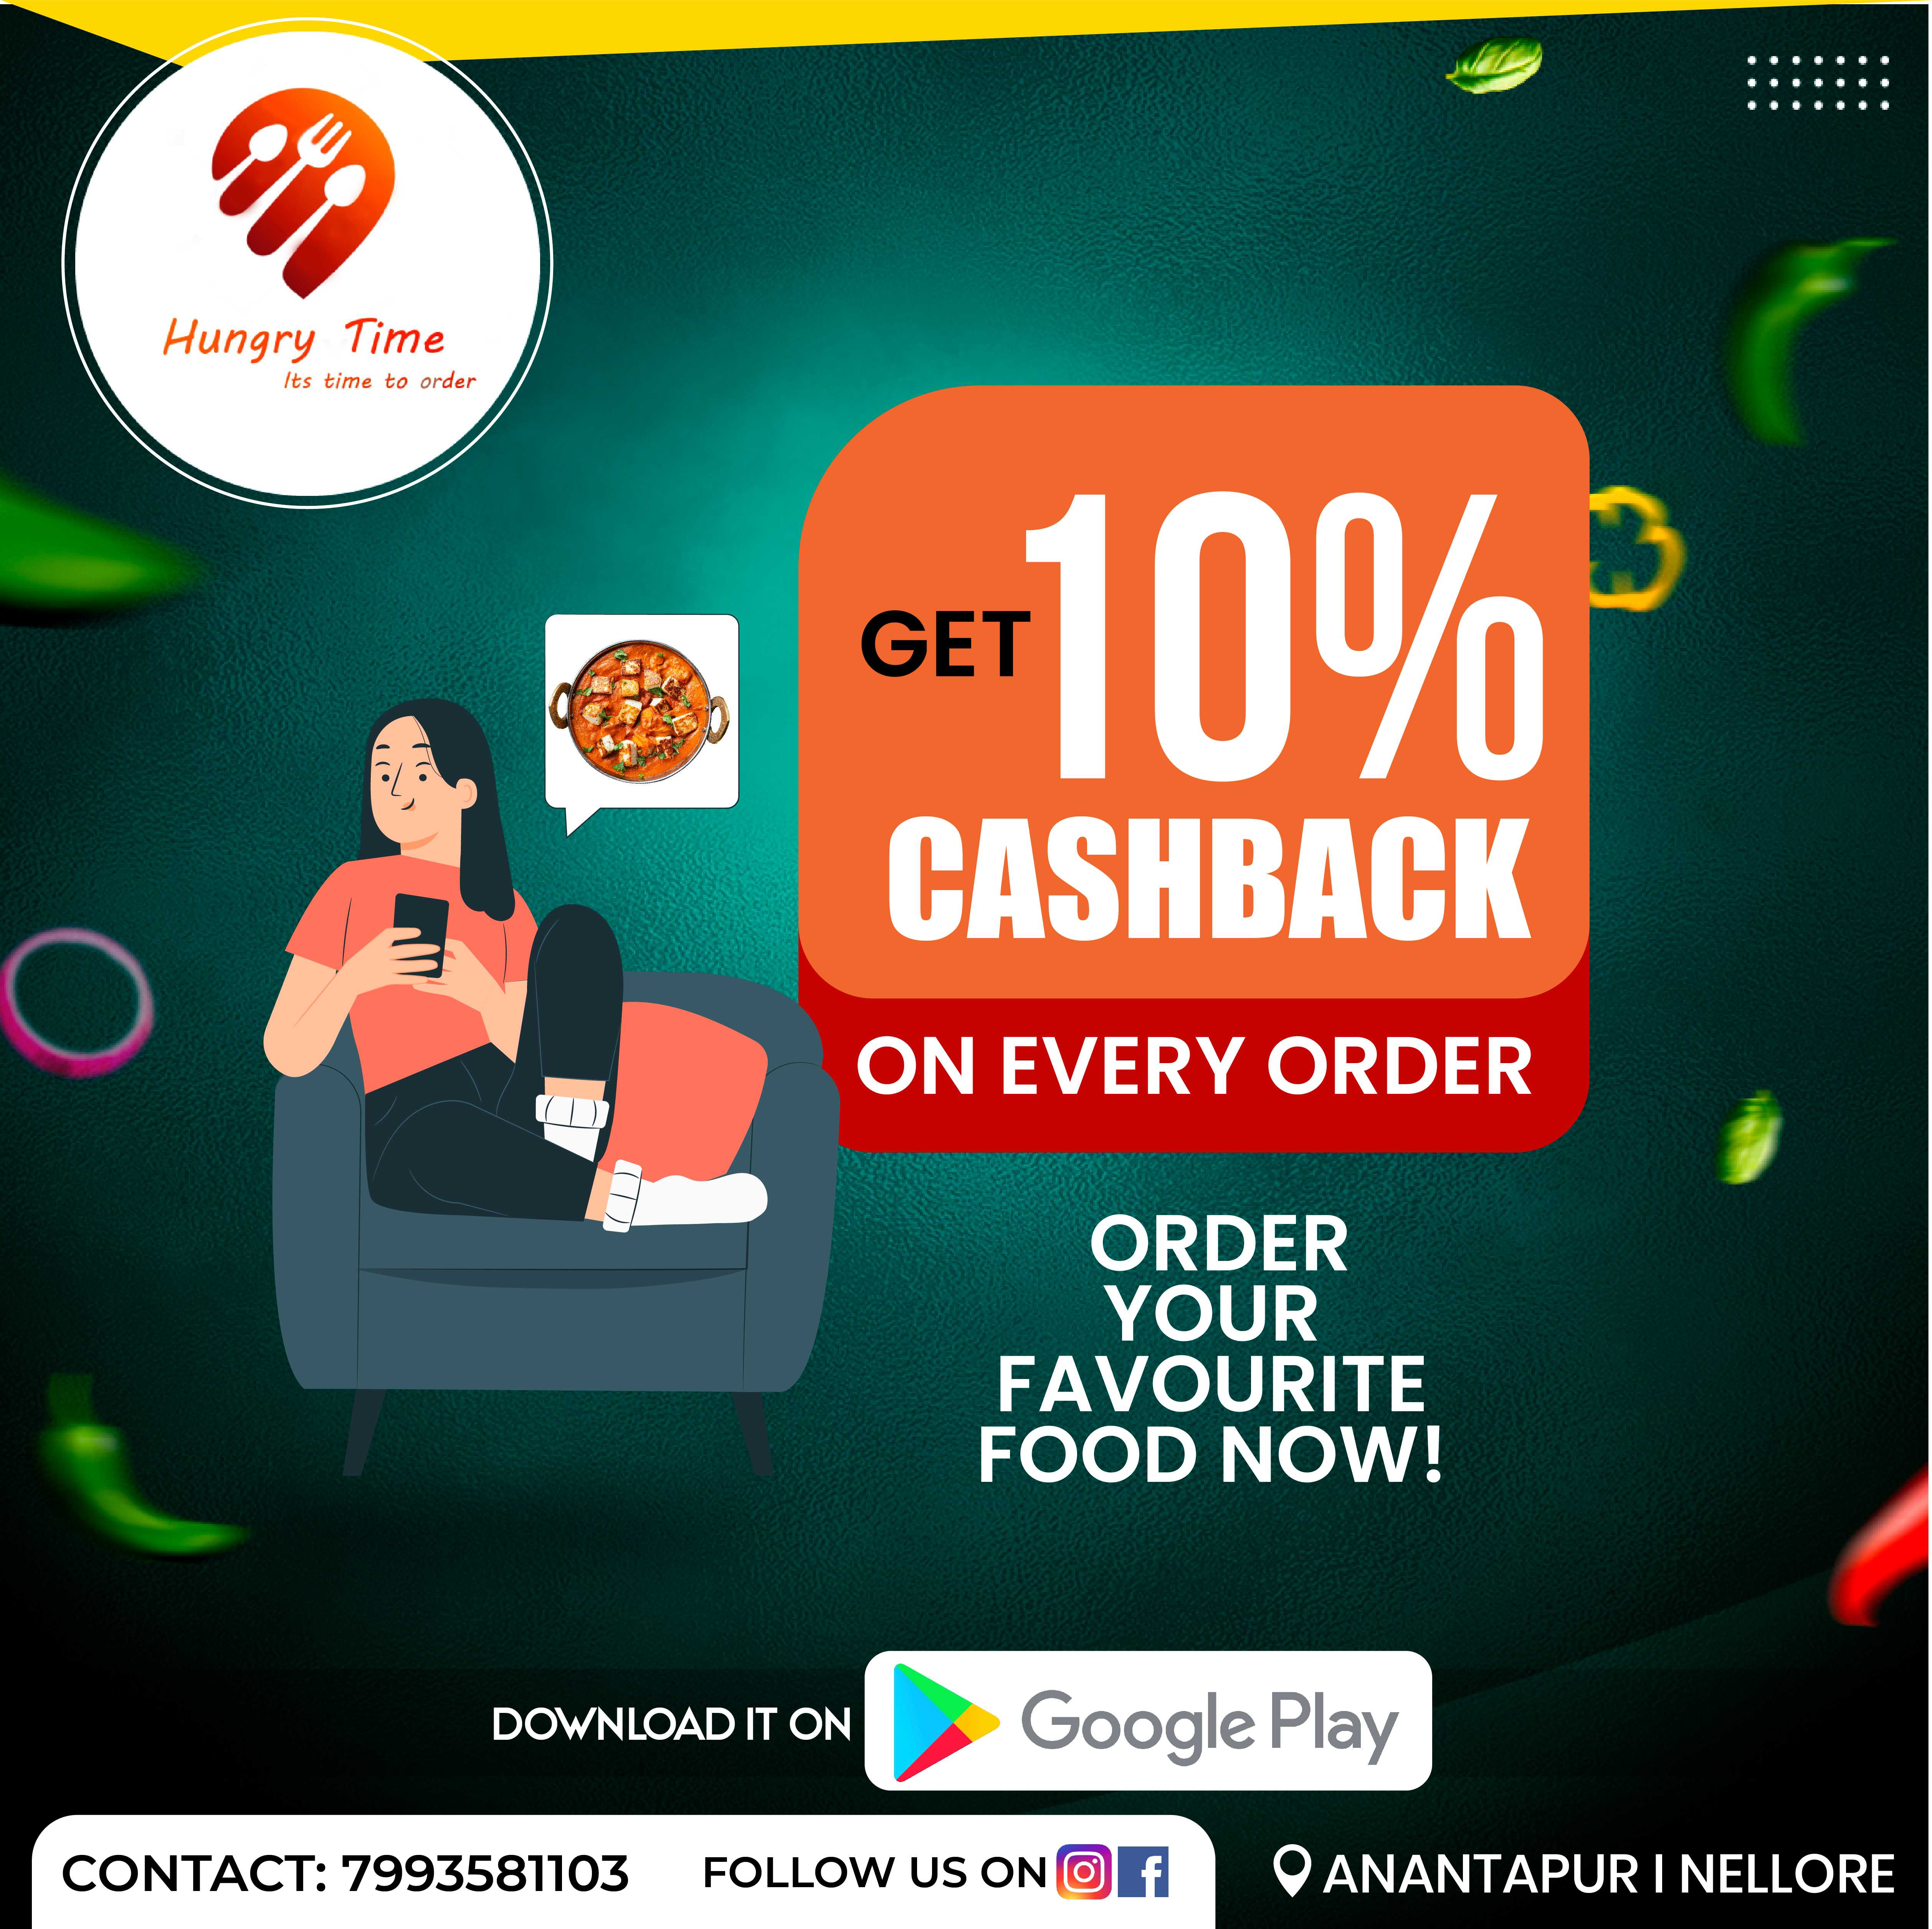 Hungry Time
Its time to order
GET 10%
CASHBACK
ON EVERY ORDER
ORDER
YOUR
FAVOURITE
FOOD NOW!
DOWNLOAD IT ON Google Play
CONTACT: 7993581103 FOLLOW US ON ANANTAPUR I NELLORE